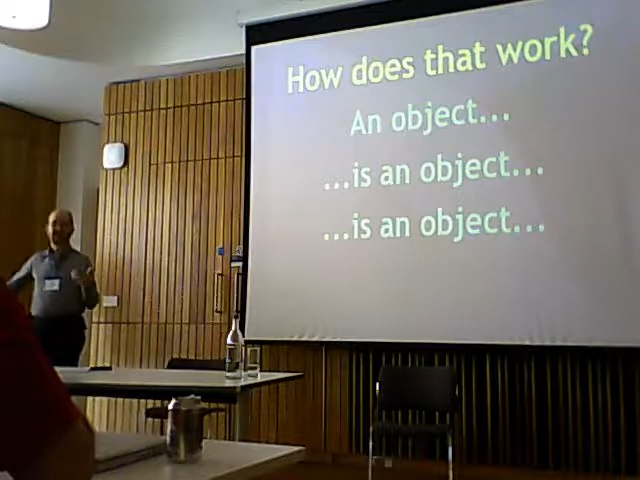 How does that work?
An object...
...is an object...
...is an object...